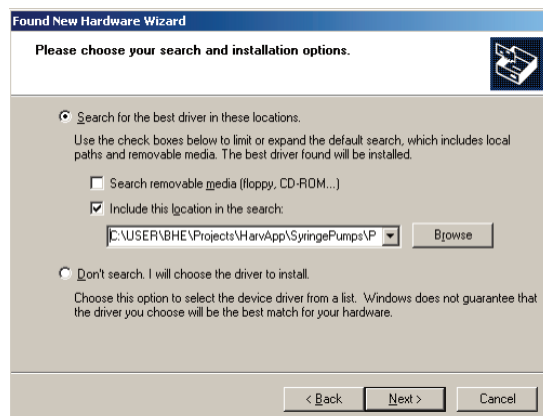 Found New Hardware Wizard
Please choose your search and installation options.
Search for the best driver in these locations.
Use the check boxes below to limit or expand the default search, which includes local
paths and removable media. The best driver found will be installed.
Search removable media (floppy, CD-ROM...)
Include this location in the search:
C:\USER\BHE\Projects\HarvApp\SyringePumps\P
Browse
Don't search. I will choose the driver to install.
Choose this option to select the device driver from a list. Windows does not guarantee that
the driver you choose will be the best match for your hardware.
< Back Next > Cancel